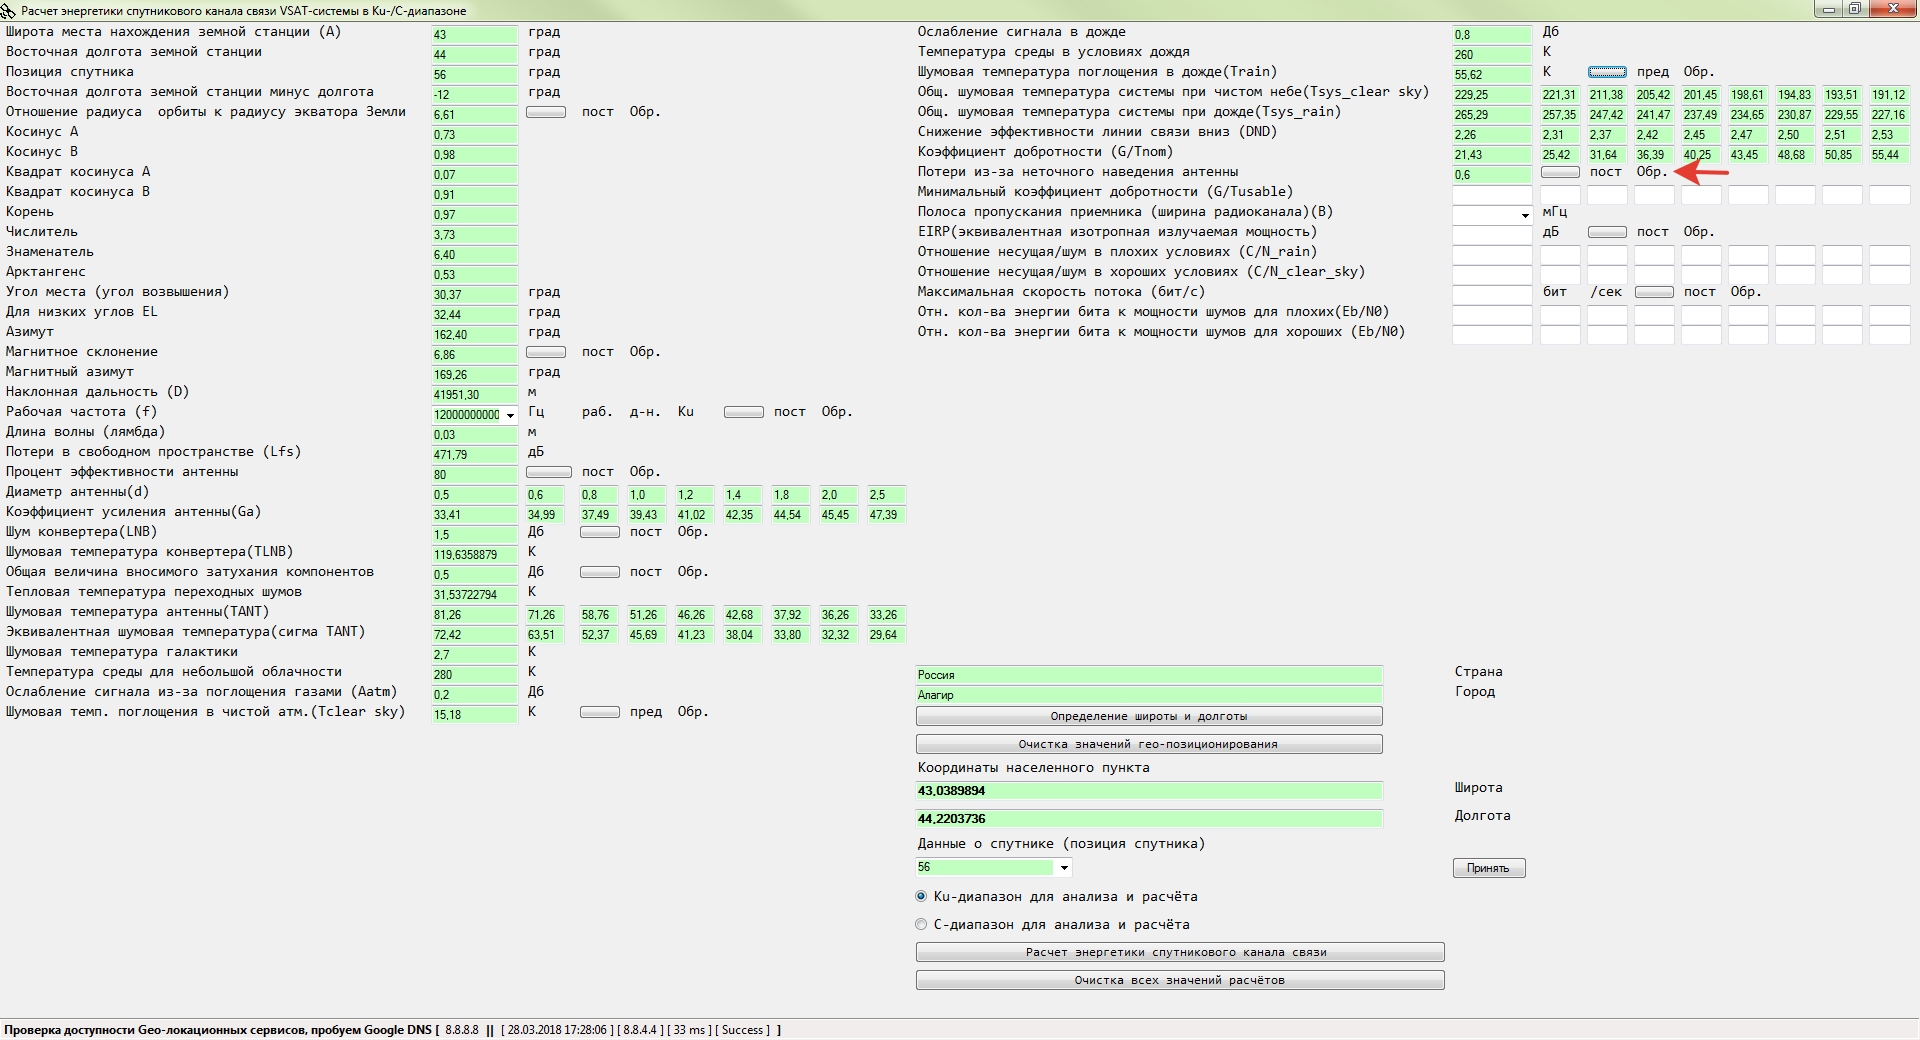 Расчет энергетики спутникового канала связи VSAT-системы в Ku-/C-диапазоне
Широта места нахождения земной станции (А) 43 град
Восточная долгота земной станции 44 град
Позиция спутника 56 град
Восточная долгота земной станции минус долгота -12 град
Отношение радиуса орбиты к радиусу экватора Земли 6,61 пост Обр.
Косинус А 0,73
Косинус В 0,98
Квадрат косинуса А 0,07
Квадрат косинуса В 0,91
Корень 0,97
Числитель 3,73
Знаменатель 6,40
Арктангенс 0,53
Угол места (угол возвышения) 30,37 град
Для низких углов EL 32,44 град
Азимут 162,40 град
Магнитное склонение 6,86 пост Обр.
Магнитный азимут 169,26 град
Наклонная дальность (D) 41951,30 м
Рабочая частота (f) 12000000000 Гц раб. д-н. Ku пост Обр.
Длина волны (лямбда) 0,03 м
Потери в свободном пространстве (Lfs) 471,79 дБ
Процент эффективности антенны 80 пост Обр.
Диаметр антенны(d) 0,5 0,6 0,8 1,0 1,2 1,4 1,8 2,0 2,5
Коэффициент усиления антенны(Ga) 33,41 34,99 37,49 39,43 41,02 42,35 44,54 45,45 47,39
Шум конвертера(LNB) 1,5 Дб пост Обр.
Шумовая температура конвертера(TLNB) 119,6358879 К
Общая величина вносимого затухания компонентов 0,5 Дб пост Обр.
Тепловая температура переходных шумов 31,53722794 К
Шумовая температура антенны(TANT) 81,26 71,26 58,76 51,26 46,26 42,68 37,92 36,26 33,26
Эквивалентная шумовая температура(сигма TANT) 72,42 63,51 52,37 45,69 41,23 38,04 33,80 32,32 29,64
Шумовая температура галактики 2,7 К
Температура среды для небольшой облачности 280 К
Ослабление сигнала из-за поглощения газами (Aatm) 0,2 Дб
Шумовая темп. поглощения в чистой атм.(Tclear sky) 15,18 К пред Обр.
Ослабление сигнала в дожде 0,8 Дб
Температура среды в условиях дождя 260 К
Шумовая температура поглощения в дожде(Train) 55,62 К пред Обр.
Общ. шумовая температура системы при чистом небе(Tsys_clear sky) 229,25 221,31 211,38 205,42 201,45 198,61 194,83 193,51 191,12
Общ. шумовая температура системы при дожде(Tsys_rain) 265,29 257,35 247,42 241,47 237,49 234,65 230,87 229,55 227,16
Снижение эффективности линии связи вниз (DND) 2,26 2,31 2,37 2,42 2,45 2,47 2,50 2,51 2,53
Коэффициент добротности (G/Tnom) 21,43 25,42 31,64 36,39 40,25 43,45 48,68 50,85 55,44
Потери из-за неточного наведения антенны 0,6 пост Обр.
Минимальный коэффициент добротности (G/Tusable)
Полоса пропускания приемника (ширина радиоканала)(В) мГц
EIRP(эквивалентная изотропная излучаемая мощность) дБ пост Обр.
Отношение несущая/шум в плохих условиях (C/N_rain)
Отношение несущая/шум в хороших условиях (C/N_clear_sky)
Максимальная скорость потока (бит/с) бит /сек пост Обр.
Отн. кол-ва энергии бита к мощности шумов для плохих(Eb/N0)
Отн. кол-ва энергии бита к мощности шумов для хороших (Eb/N0)
Россия Страна
Алагир Город
Определение широты и долготы
Очистка значений гео-позиционирования
Координаты населенного пункта
43,0389894 Широта
44,2203736 Долгота
Данные о спутнике (позиция спутника)
56 Принять
Ku-диапазон для анализа и расчёта
C-диапазон для анализа и расчёта
Расчет энергетики спутникового канала связи
Очистка всех значений расчётов
Проверка доступности Geo-локационных сервисов, пробуем Google DNS [ 8.8.8.8 || [ 28.03.2018 17:28:06 ] [ 8.8.4.4 ] [ 33 ms ] [ Success ] ]